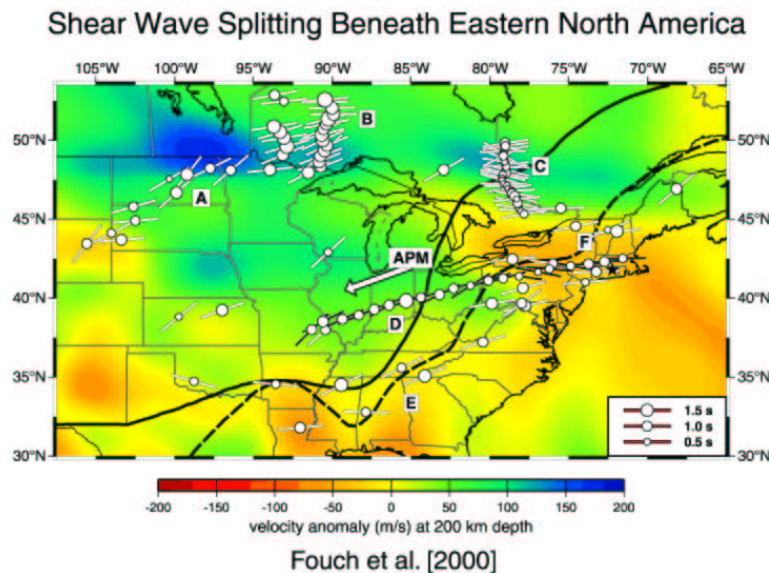 Shear Wave Splitting Beneath Eastern North America
105°W 100°W 95°W 90°W 85°W 80°W 75°W 70°W 65°W
50°N 50°N
45°N 45°N
40°N 40°N
35°N 35°N
30°N 30°N
B
C
A
F
APM
D
E
1.5 s
1.0 s
0.5 s
-200 -150 -100 -50 0 50 100 150 200
velocity anomaly (m/s) at 200 km depth
Fouch et al. [2000]